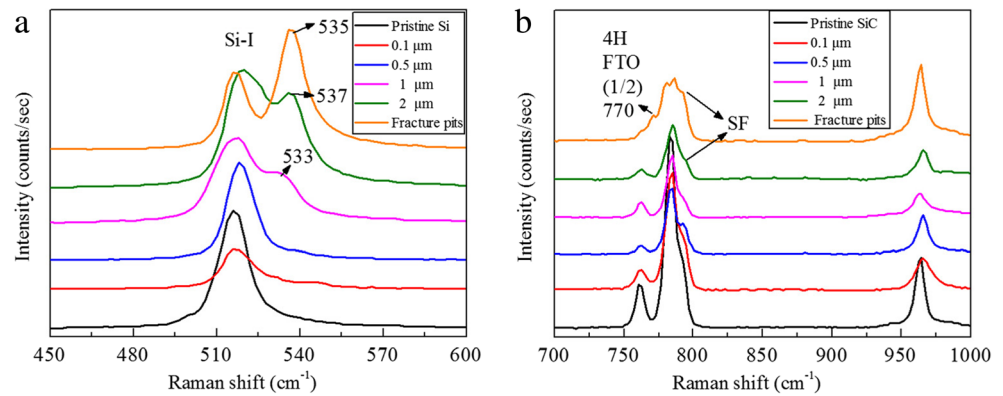 a
Intensity (counts/sec)
Si-I
535
537
533
Pristine Si
0.1 μm
0.5 μm
1 μm
2 μm
Fracture pits
450 480 510 540 570 600
Raman shift (cm⁻¹)
b
Intensity (counts/sec)
4H
FTO
(1/2)
770
SF
Pristine SiC
0.1 μm
0.5 μm
1 μm
2 μm
Fracture pits
700 750 800 850 900 950 1000
Raman shift (cm⁻¹)